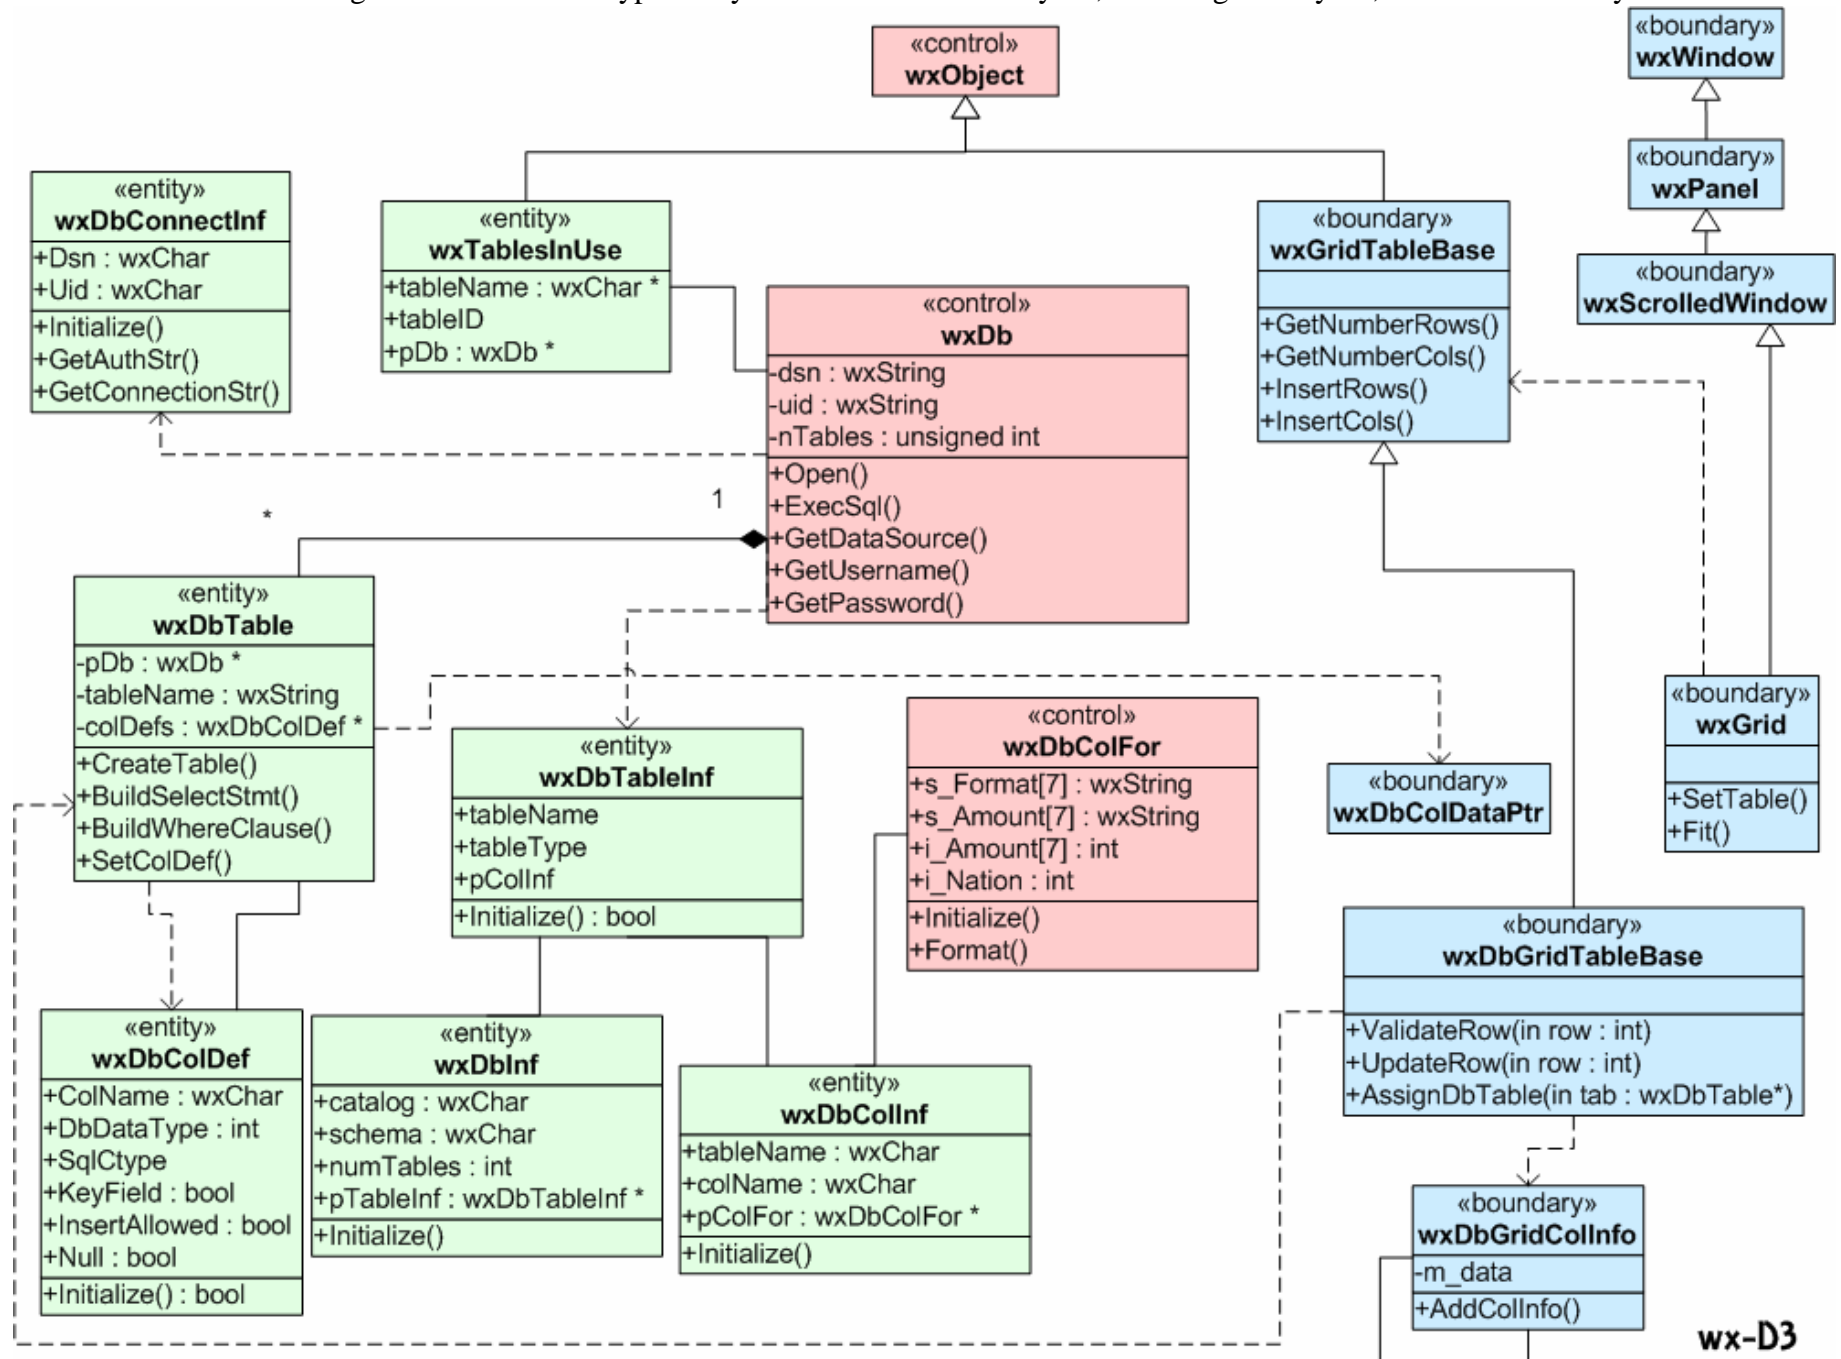 «control»
wxObject
«boundary»
wxWindow
«boundary»
wxPanel
«boundary»
wxScrolledWindow
«entity»
wxDbConnectInf
+Dsn : wxChar
+Uid : wxChar
+Initialize()
+GetAuthStr()
+GetConnectionStr()
«entity»
wxTablesInUse
+tableName : wxChar *
+tableID
+pDb : wxDb *
«boundary»
wxGridTableBase
+GetNumberRows()
+GetNumberCols()
+InsertRows()
+InsertCols()
«control»
wxDb
-dsn : wxString
-uid : wxString
-nTables : unsigned int
+Open()
+ExecSql()
+GetDataSource()
+GetUsername()
+GetPassword()
1
*
«entity»
wxDbTable
-pDb : wxDb *
-tableName : wxString
-colDefs : wxDbColDef *
+CreateTable()
+BuildSelectStmt()
+BuildWhereClause()
+SetColDef()
«entity»
wxDbTableInf
+tableName
+tableType
+pColInf
+Initialize() : bool
«control»
wxDbColFor
+s_Format[7] : wxString
+s_Amount[7] : wxString
+i_Amount[7] : int
+i_Nation : int
+Initialize()
+Format()
«boundary»
wxDbColDataPtr
«boundary»
wxGrid
+SetTable()
+Fit()
«entity»
wxDbColDef
+ColName : wxChar
+DbDataType : int
+SqlCtype
+KeyField : bool
+InsertAllowed : bool
+Null : bool
+Initialize() : bool
«entity»
wxDbInf
+catalog : wxChar
+schema : wxChar
+numTables : int
+pTableInf : wxDbTableInf *
+Initialize()
«entity»
wxDbColInf
+tableName : wxChar
+colName : wxChar
+pColFor : wxDbColFor *
+Initialize()
«boundary»
wxDbGridTableBase
+ValidateRow(in row : int)
+UpdateRow(in row : int)
+AssignDbTable(in tab : wxDbTable*)
«boundary»
wxDbGridColInfo
-m_data
+AddColInfo()
wx-D3